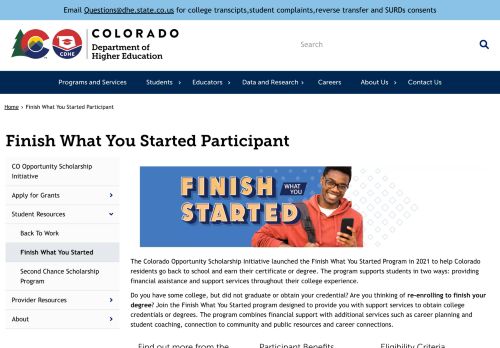 Email Questions@dhe.state.co.us for college transcipts,student complaints,reverse transfer and SURDs consents
COLORADO
Department of
Higher Education
CO
CDHE
Search
Programs and Services
Students
Educators
Data and Research
Careers
About Us
Contact Us
Home > Finish What You Started Participant
Finish What You Started Participant
CO Opportunity Scholarship
Initiative
Apply for Grants
Student Resources
Back To Work
Finish What You Started
Second Chance Scholarship
Program
Provider Resources
About
FINISH
WHAT
YOU
STARTED
The Colorado Opportunity Scholarship Initiative launched the Finish What You Started Program in 2021 to help Colorado
residents go back to school and earn their certificate or degree. The program supports students in two ways: providing
financial assistance and support services throughout their college experience.
Do you have some college, but did not graduate or obtain your credential? Are you thinking of re-enrolling to finish your
degree? Join the Finish What You Started program designed to provide you with support services to obtain college
credentials or degrees. The program combines financial support with additional services such as career planning and
student coaching, connection to community and public resources and career connections.
Find out more from the
Participant Benefits
Eligibility Criteria